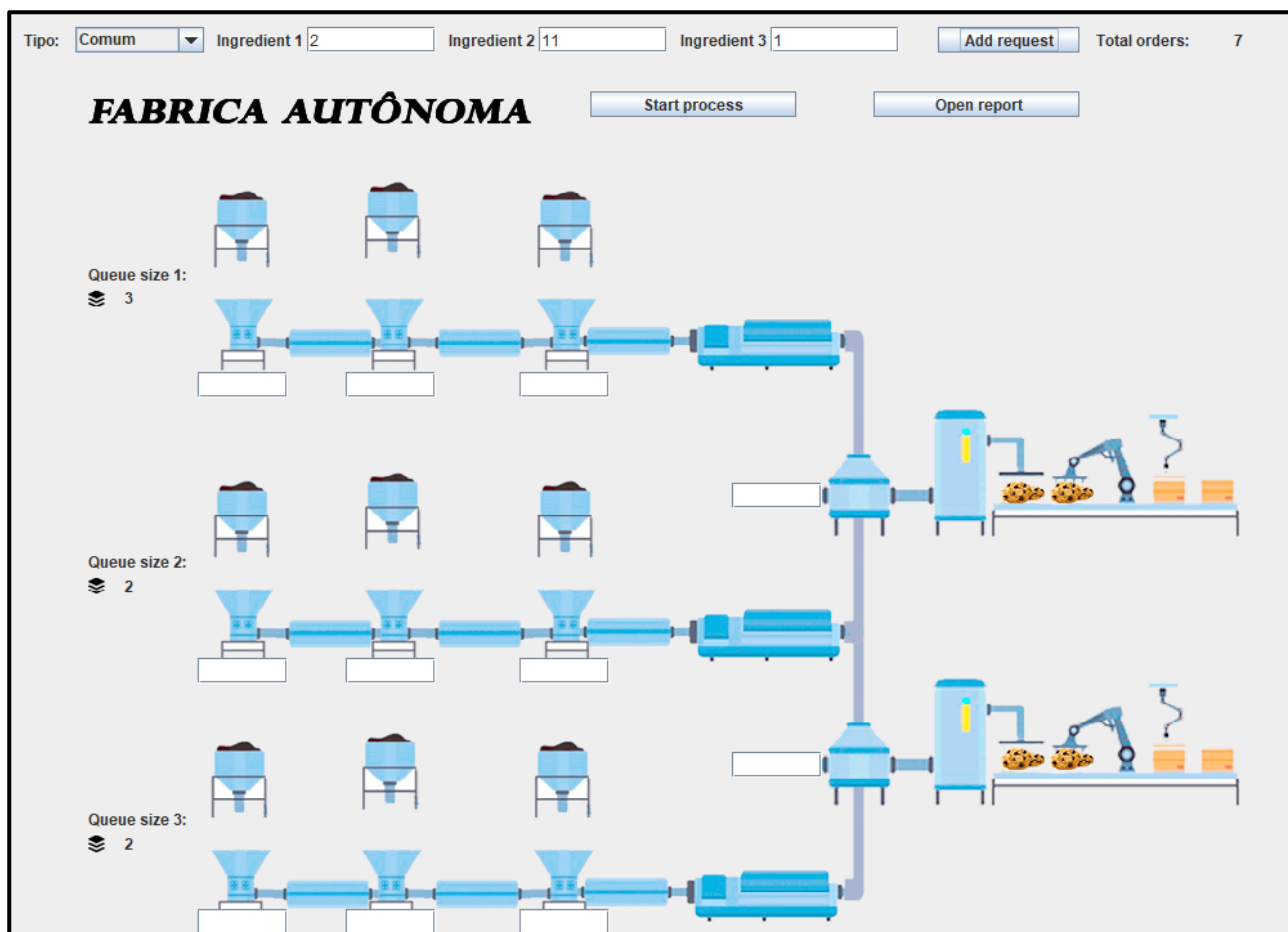 Tipo: Comum Ingredient 1 2 Ingredient 2 11 Ingredient 3 1 Add request Total orders: 7
FABRICA AUTÔNOMA Start process Open report
Queue size 1:
3
Queue size 2:
2
Queue size 3:
2